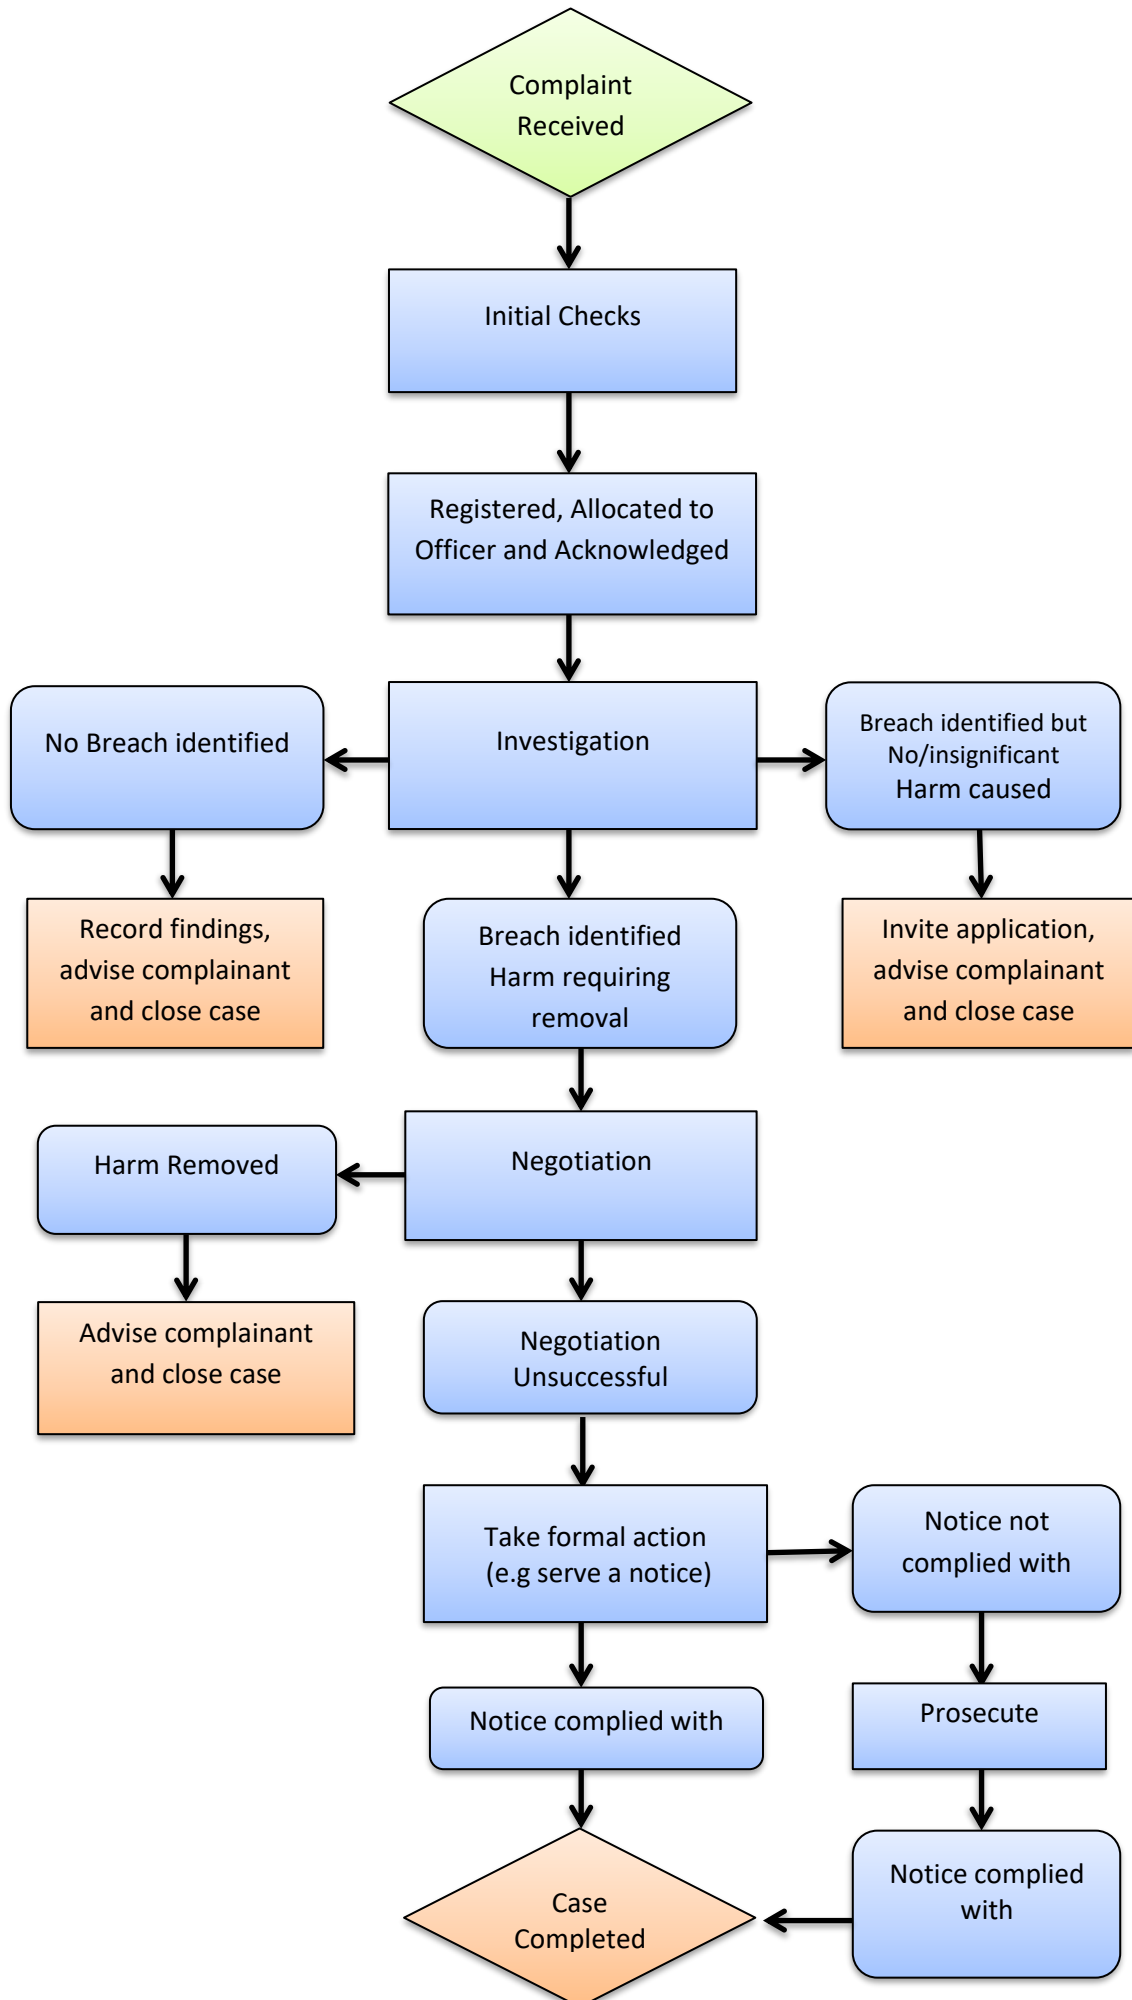 Complaint
Received
Initial Checks
Registered, Allocated to
Officer and Acknowledged
No Breach identified
Investigation
Breach identified but
No/insignificant
Harm caused
Record findings,
advise complainant
and close case
Breach identified
Harm requiring
removal
Invite application,
advise complainant
and close case
Harm Removed
Negotiation
Advise complainant
and close case
Negotiation
Unsuccessful
Take formal action
(e.g serve a notice)
Notice not
complied with
Notice complied with
Prosecute
Case
Completed
Notice complied
with